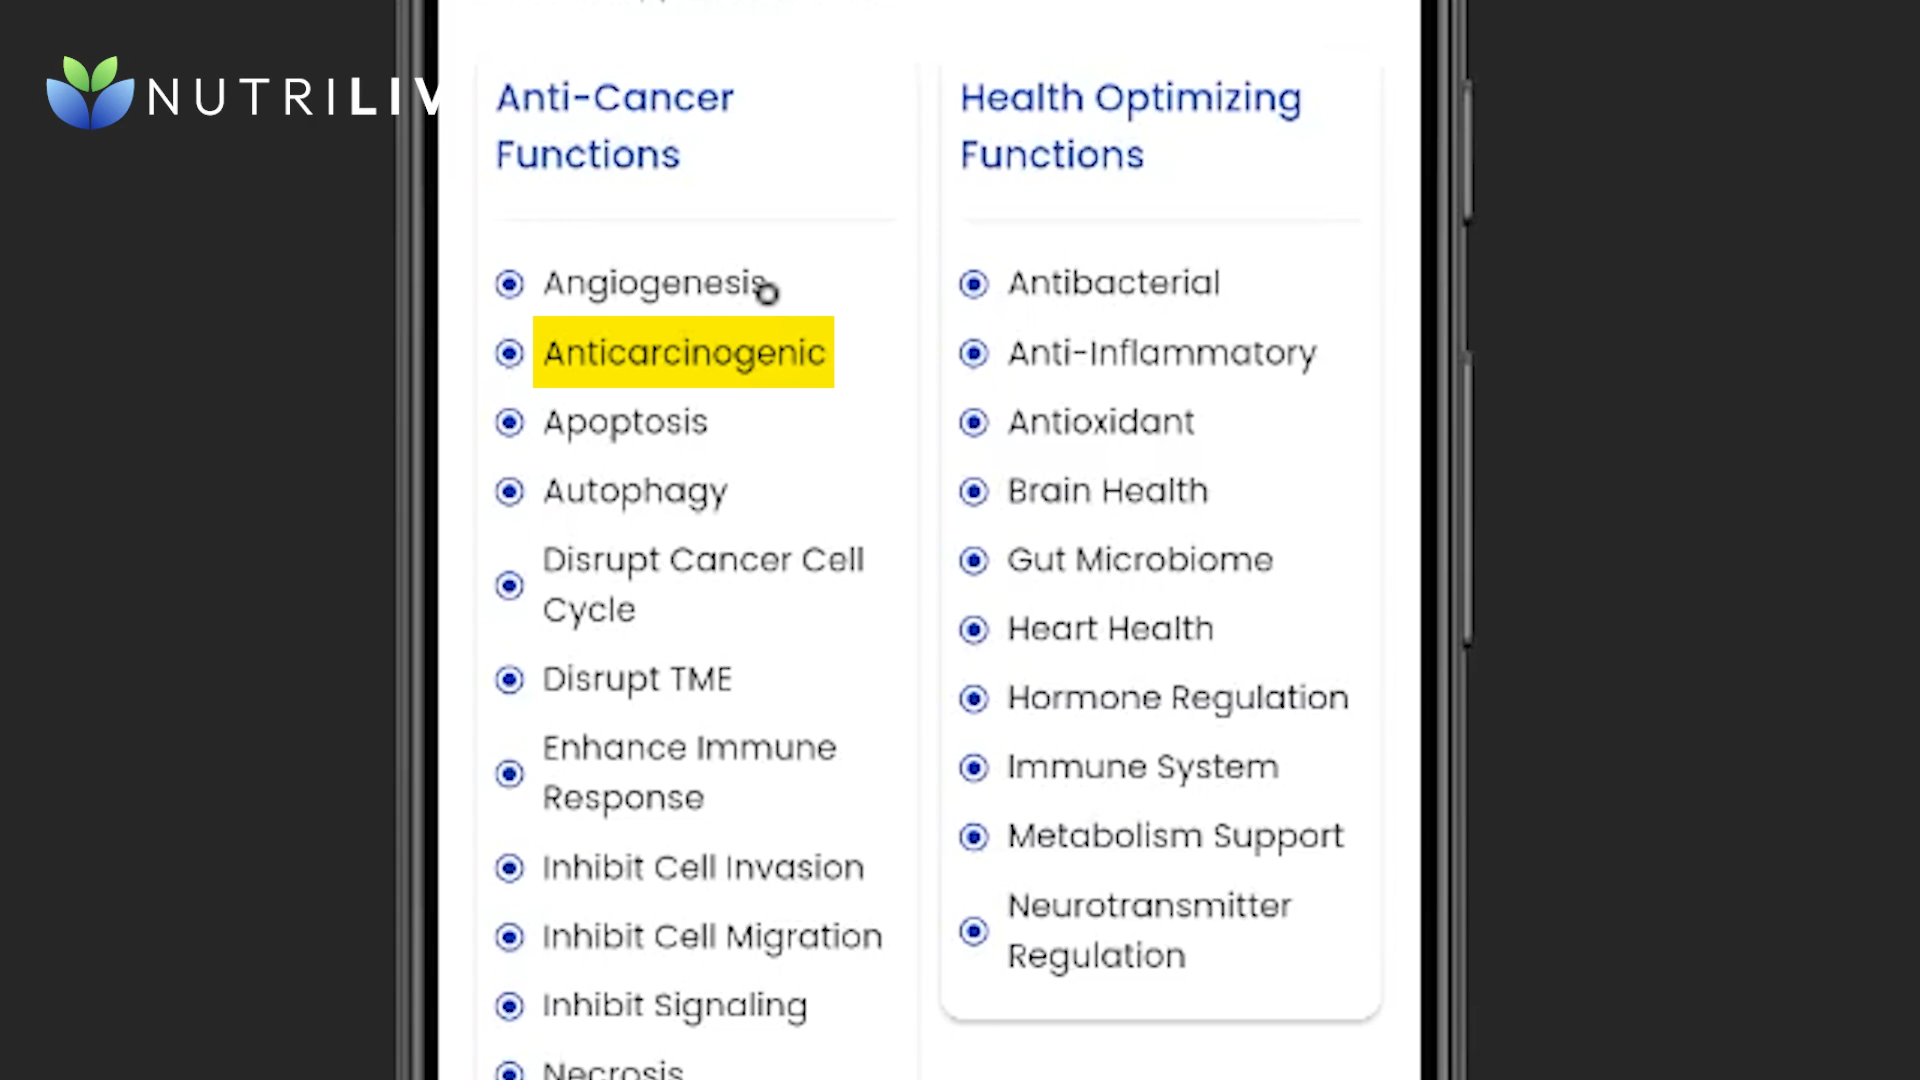 NUTRILIV
Anti-Cancer
Functions
Angiogenesis
Anticarcinogenic
Apoptosis
Autophagy
Disrupt Cancer Cell
Cycle
Disrupt TME
Enhance Immune
Response
Inhibit Cell Invasion
Inhibit Cell Migration
Inhibit Signaling
Necrosis
Health Optimizing
Functions
Antibacterial
Anti-Inflammatory
Antioxidant
Brain Health
Gut Microbiome
Heart Health
Hormone Regulation
Immune System
Metabolism Support
Neurotransmitter
Regulation